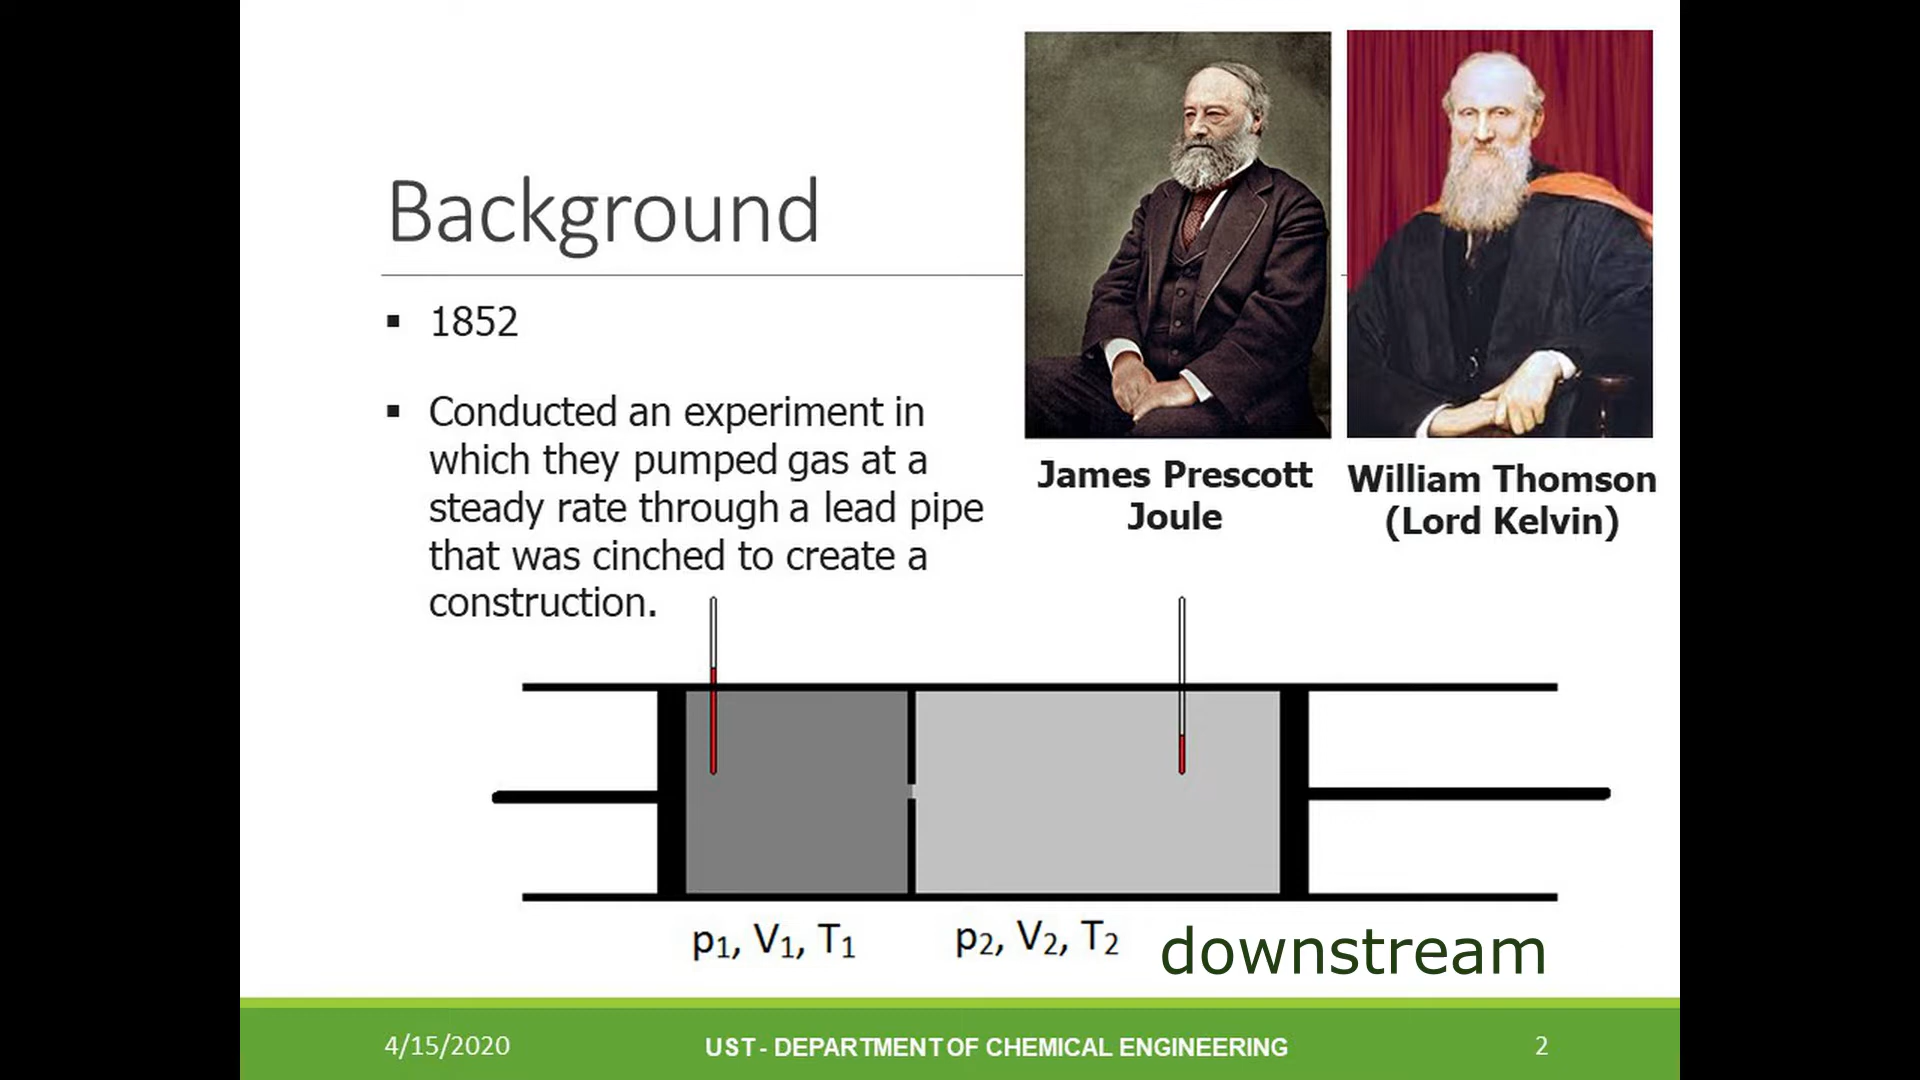 Background
▪ 1852
▪ Conducted an experiment in
which they pumped gas at a
steady rate through a lead pipe
that was cinched to create a
construction.
James Prescott
Joule
William Thomson
(Lord Kelvin)
p1, V1, T1
p2, V2, T2
downstream
4/15/2020
UST - DEPARTMENT OF CHEMICAL ENGINEERING
2